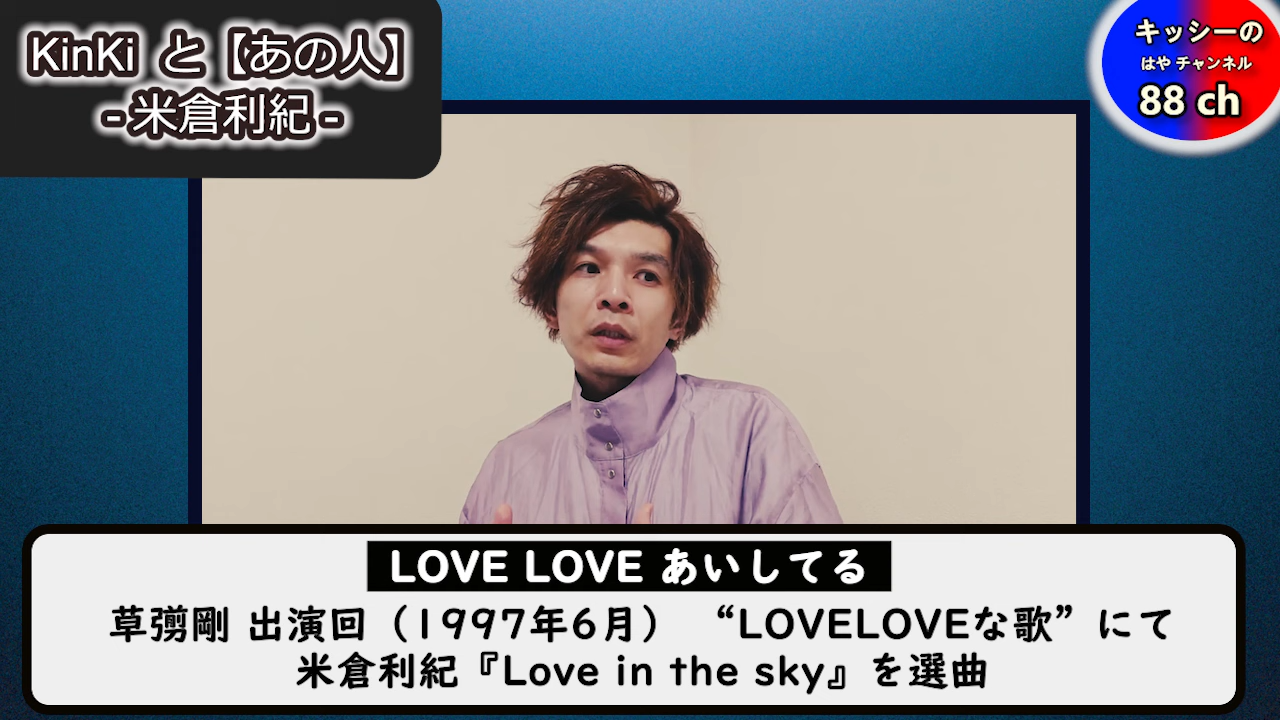 KinKi と【あの人】
- 米倉利紀 -
キッシーの
はや チャンネル
88 ch
LOVE LOVE あいしてる
草彅剛 出演回（1997年6月） “LOVELOVEな歌”にて
米倉利紀『Love in the sky』を選曲